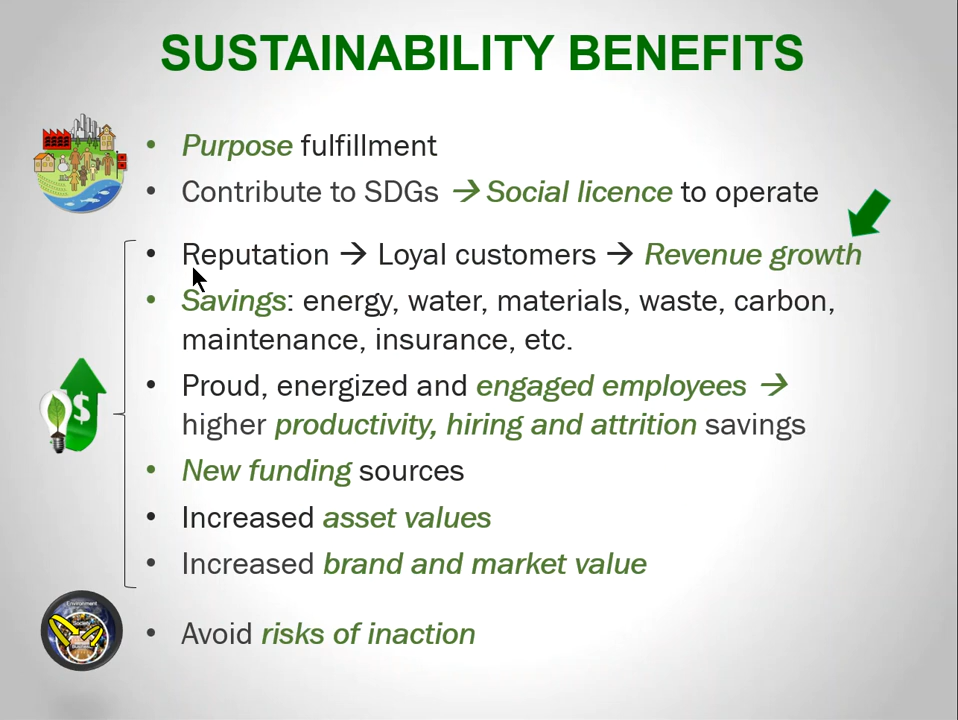 SUSTAINABILITY BENEFITS
• Purpose fulfillment
• Contribute to SDGs → Social licence to operate
• Reputation → Loyal customers → Revenue growth
• Savings: energy, water, materials, waste, carbon,
maintenance, insurance, etc.
• Proud, energized and engaged employees →
higher productivity, hiring and attrition savings
$
• New funding sources
• Increased asset values
• Increased brand and market value
Environment
Society
• Avoid risks of inaction